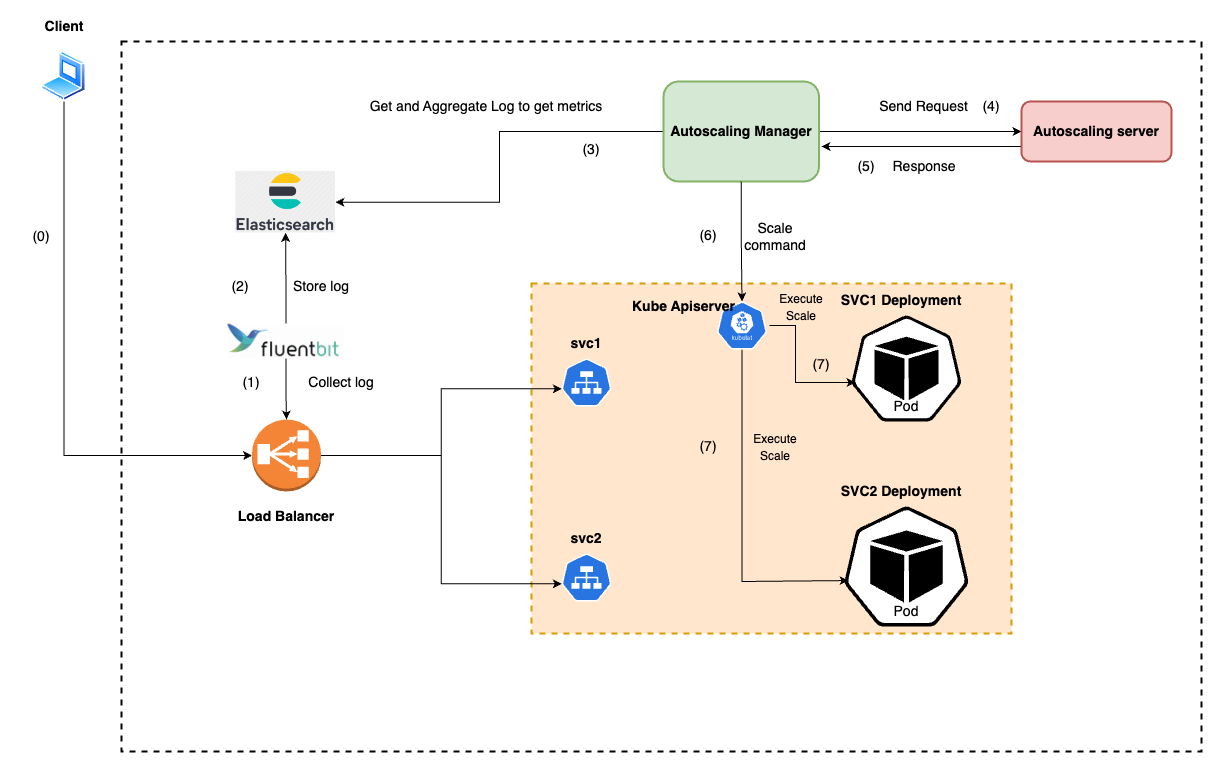 Client
Get and Aggregate Log to get metrics
(3)
Autoscaling Manager
Send Request (4)
(5) Response
Autoscaling server
(0)
Elasticsearch
(2)
Store log
fluentbit
(1)
Collect log
Load Balancer
(6)
Scale
command
Kube Apiserver
kubelet
Execute
Scale
(7)
SVC1 Deployment
Pod
svc1
(7)
Execute
Scale
SVC2 Deployment
Pod
svc2